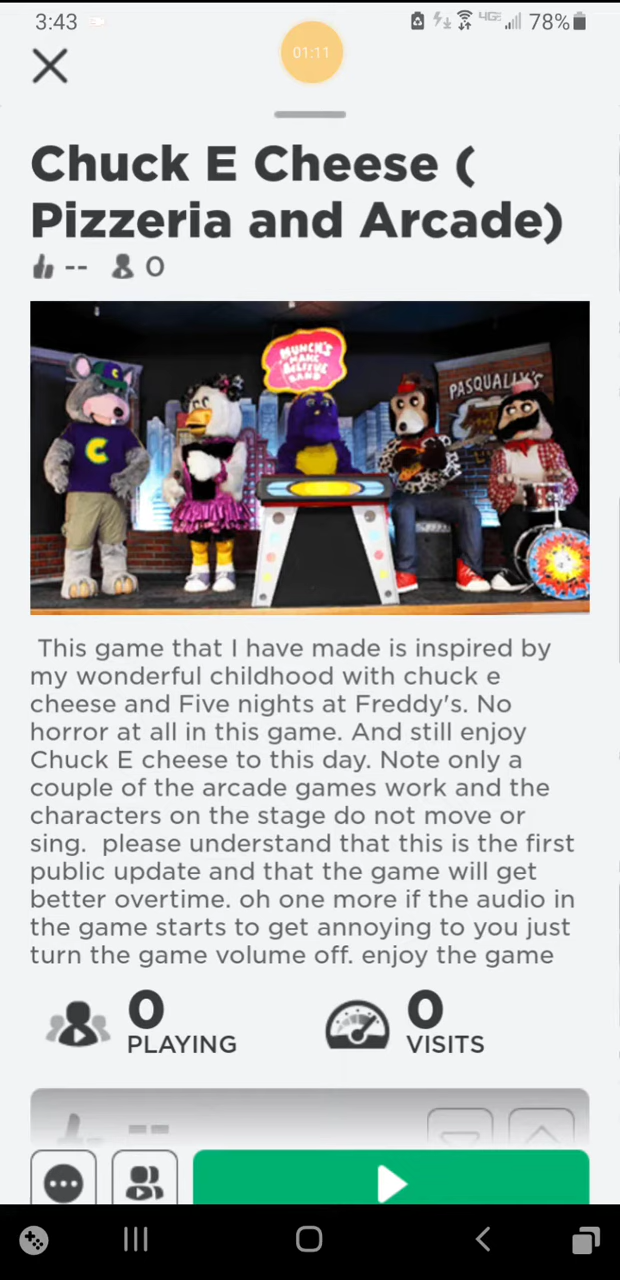 3:43
01:11
4GE
78%
Chuck E Cheese (
Pizzeria and Arcade)
-- 0
MUNCH'S
MAKE
BELIEVE
BAND
PASQUALLY'S
C
This game that I have made is inspired by
my wonderful childhood with chuck e
cheese and Five nights at Freddy's. No
horror at all in this game. And still enjoy
Chuck E cheese to this day. Note only a
couple of the arcade games work and the
characters on the stage do not move or
sing.  please understand that this is the first
public update and that the game will get
better overtime. oh one more if the audio in
the game starts to get annoying to you just
turn the game volume off. enjoy the game
0
PLAYING
0
VISITS
--